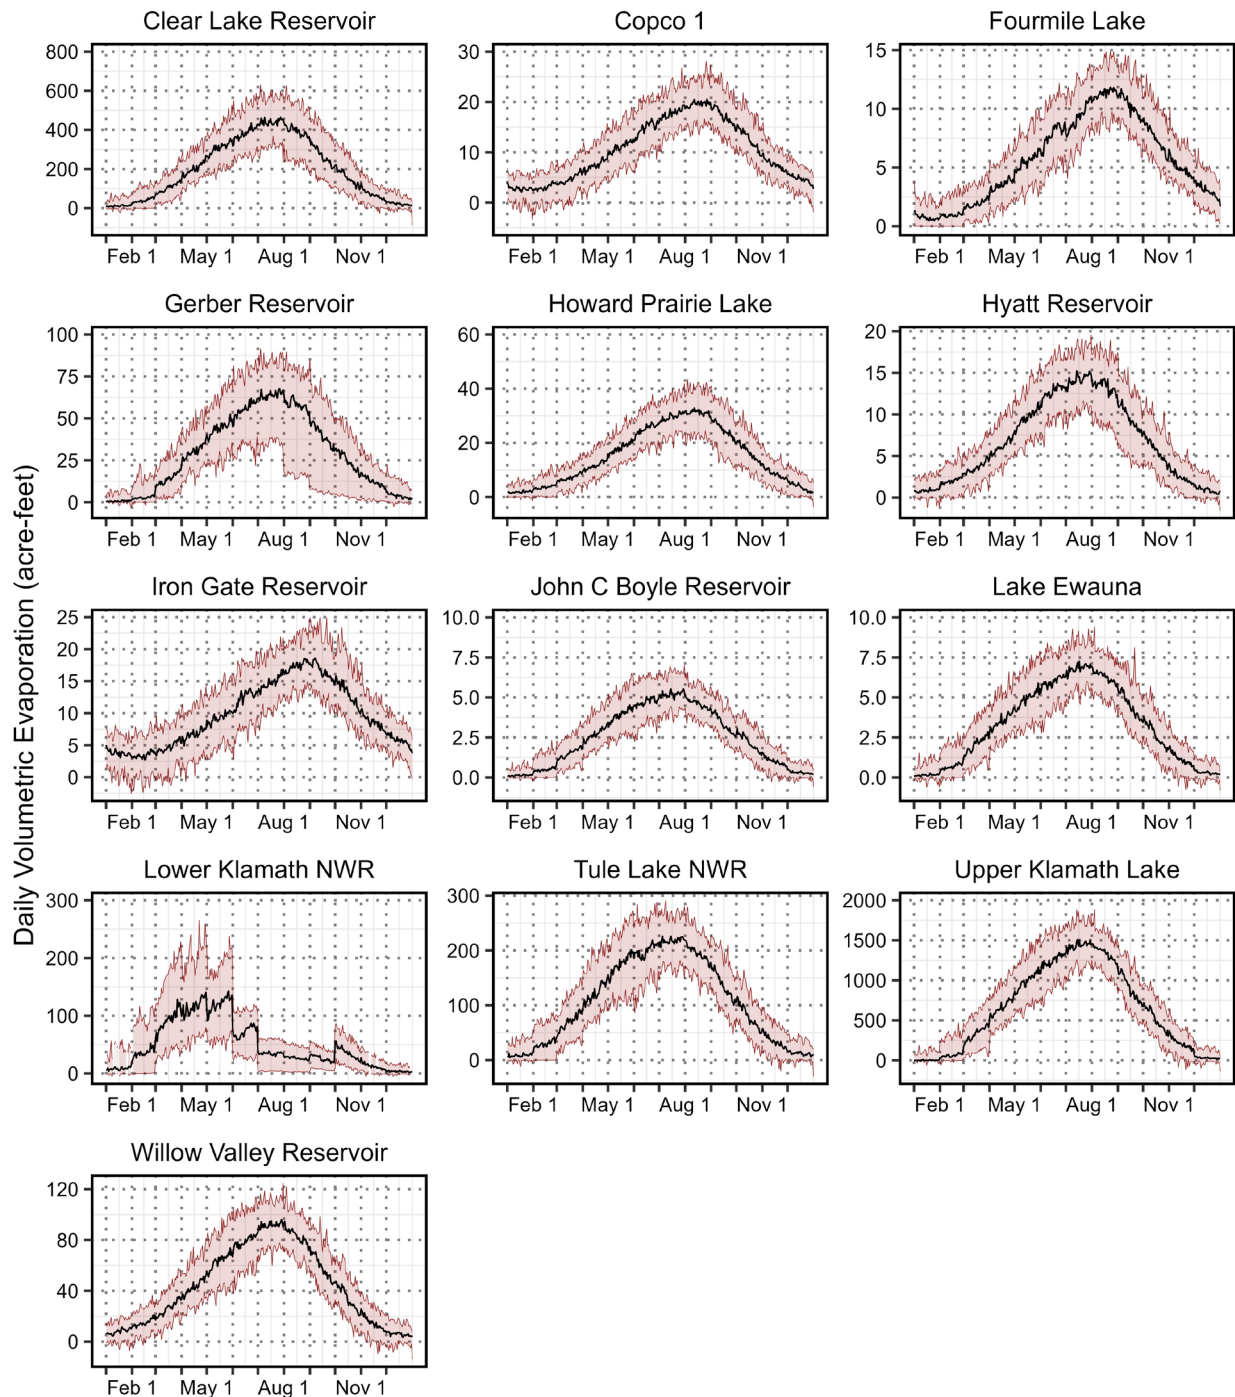 Daily Volumetric Evaporation (acre-feet)
Clear Lake Reservoir
800
600
400
200
0
Feb 1 May 1 Aug 1 Nov 1
Copco 1
30
20
10
0
Feb 1 May 1 Aug 1 Nov 1
Fourmile Lake
15
10
5
0
Feb 1 May 1 Aug 1 Nov 1
Gerber Reservoir
100
75
50
25
0
Feb 1 May 1 Aug 1 Nov 1
Howard Prairie Lake
60
40
20
0
Feb 1 May 1 Aug 1 Nov 1
Hyatt Reservoir
20
15
10
5
0
Feb 1 May 1 Aug 1 Nov 1
Iron Gate Reservoir
25
20
15
10
5
0
Feb 1 May 1 Aug 1 Nov 1
John C Boyle Reservoir
10.0
7.5
5.0
2.5
0.0
Feb 1 May 1 Aug 1 Nov 1
Lake Ewauna
10.0
7.5
5.0
2.5
0.0
Feb 1 May 1 Aug 1 Nov 1
Lower Klamath NWR
300
200
100
0
Feb 1 May 1 Aug 1 Nov 1
Tule Lake NWR
300
200
100
0
Feb 1 May 1 Aug 1 Nov 1
Upper Klamath Lake
2000
1500
1000
500
0
Feb 1 May 1 Aug 1 Nov 1
Willow Valley Reservoir
120
80
40
0
Feb 1 May 1 Aug 1 Nov 1